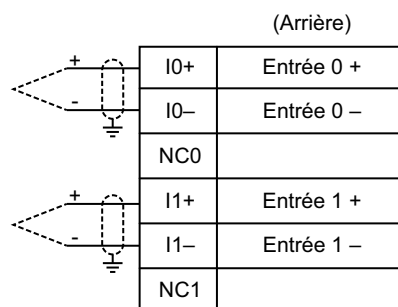 (Arrière)
+ I0+ Entrée 0 +
- I0– Entrée 0 –
NC0
+ I1+ Entrée 1 +
- I1– Entrée 1 –
NC1